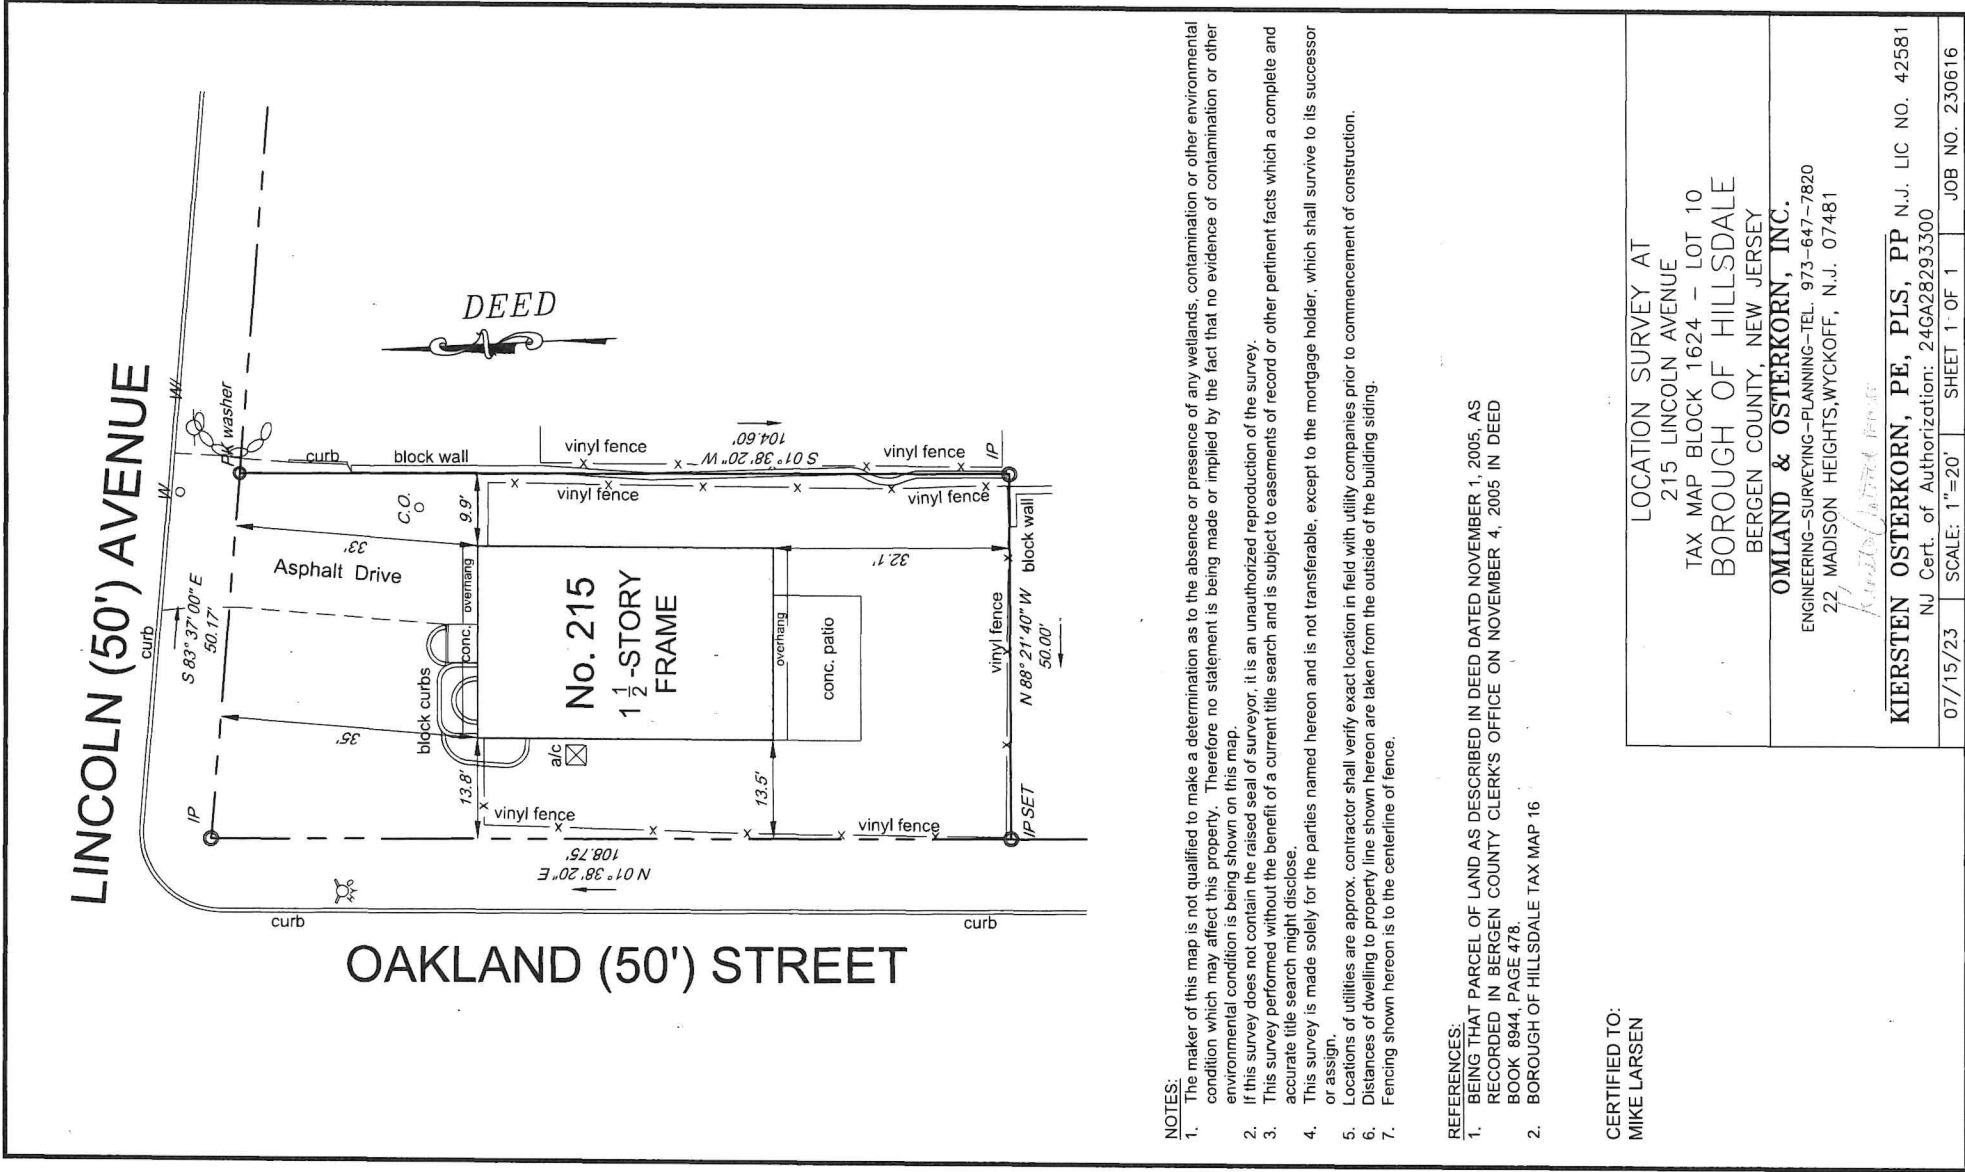 LINCOLN (50') AVENUE
curb
S 83° 37' 00" E
50.17'
W
W
IP
PK washer
curb
block wall
C.O.
33'
Asphalt Drive
35'
9.9'
block curbs
conc.
overhang
13.8'
a/c
No. 215
1 1/2-STORY
FRAME
vinyl fence
vinyl fence
S 01° 38' 20" W
104.60'
vinyl fence
vinyl fence
DEED
overhang
conc. patio
13.5'
32.1'
vinyl fence
vinyl fence
N 01° 38' 20" E
108.75'
vinyl fence
block wall
N 88° 21' 40" W
50.00'
IP
IP SET
HYD
curb
curb
OAKLAND (50') STREET
NOTES:
1. The maker of this map is not qualified to make a determination as to the absence or presence of any wetlands, contamination or other environmental
condition which may affect this property. Therefore no statement is being made or implied by the fact that no evidence of contamination or other
environmental condition is being shown on this map.
2. If this survey does not contain the raised seal of surveyor, it is an unauthorized reproduction of the survey.
3. This survey performed without the benefit of a current title search and is subject to easements of record or other pertinent facts which a complete and
accurate title search might disclose.
4. This survey is made solely for the parties named hereon and is not transferable, except to the mortgage holder, which shall survive to its successor
or assign.
5. Locations of utilities are approx. contractor shall verify exact location in field with utility companies prior to commencement of construction.
6. Distances of dwelling to property line shown hereon are taken from the outside of the building siding.
7. Fencing shown hereon is to the centerline of fence.
REFERENCES:
1. BEING THAT PARCEL OF LAND AS DESCRIBED IN DEED DATED NOVEMBER 1, 2005, AS
RECORDED IN BERGEN COUNTY CLERK'S OFFICE ON NOVEMBER 4, 2005 IN DEED
BOOK 8944, PAGE 478.
2. BOROUGH OF HILLSDALE TAX MAP 16
CERTIFIED TO:
MIKE LARSEN
LOCATION SURVEY AT
215 LINCOLN AVENUE
TAX MAP BLOCK 1624 - LOT 10
BOROUGH OF HILLSDALE
BERGEN COUNTY, NEW JERSEY
OMLAND & OSTERKORN, INC.
ENGINEERING-SURVEYING-PLANNING-TEL. 973-647-7820
22 MADISON HEIGHTS,WYCKOFF, N.J. 07481
KIERSTEN OSTERKORN, PE, PLS, PP N.J. LIC NO. 42581
NJ Cert. of Authorization: 24GA28293300
07/15/23 SCALE: 1"=20' SHEET 1 OF 1 JOB NO. 230616